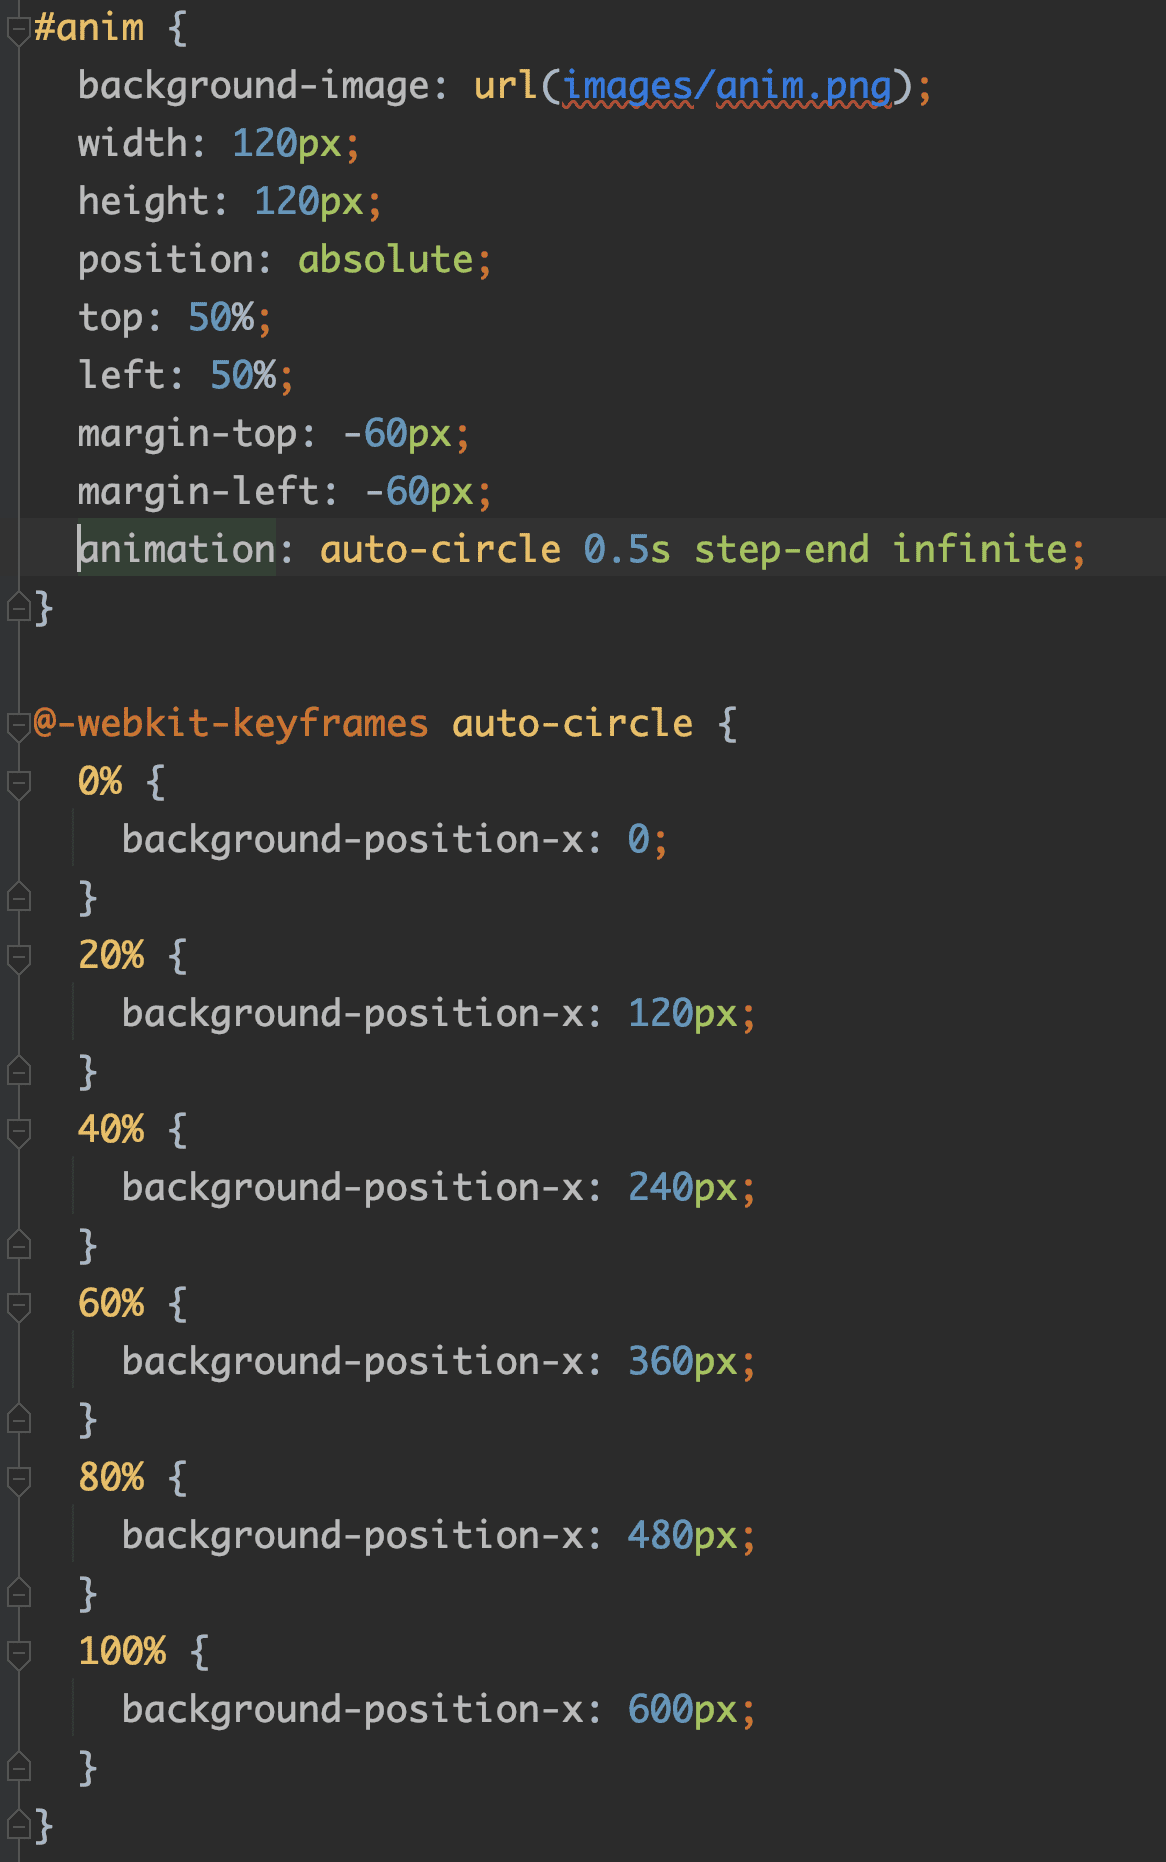 #anim {
  background-image: url(images/anim.png);
  width: 120px;
  height: 120px;
  position: absolute;
  top: 50%;
  left: 50%;
  margin-top: -60px;
  margin-left: -60px;
  animation: auto-circle 0.5s step-end infinite;
}

@-webkit-keyframes auto-circle {
  0% {
    background-position-x: 0;
  }
  20% {
    background-position-x: 120px;
  }
  40% {
    background-position-x: 240px;
  }
  60% {
    background-position-x: 360px;
  }
  80% {
    background-position-x: 480px;
  }
  100% {
    background-position-x: 600px;
  }
}